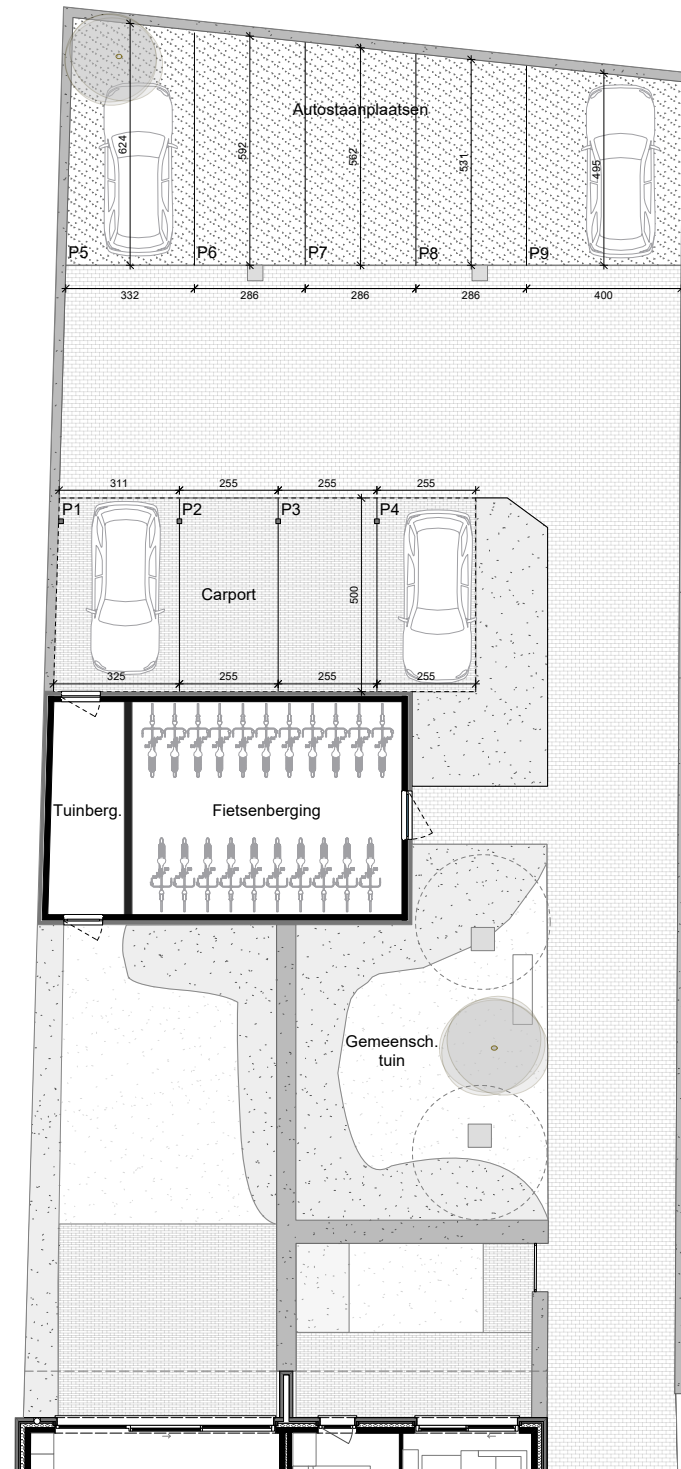 Autostaanplaatsen
624
592
562
531
495
P5
P6
P7
P8
P9
332
286
286
286
400
311
255
255
255
P1
P2
P3
P4
Carport
500
325
255
255
255
Tuinberg.
Fietsenberging
Gemeensch.
tuin